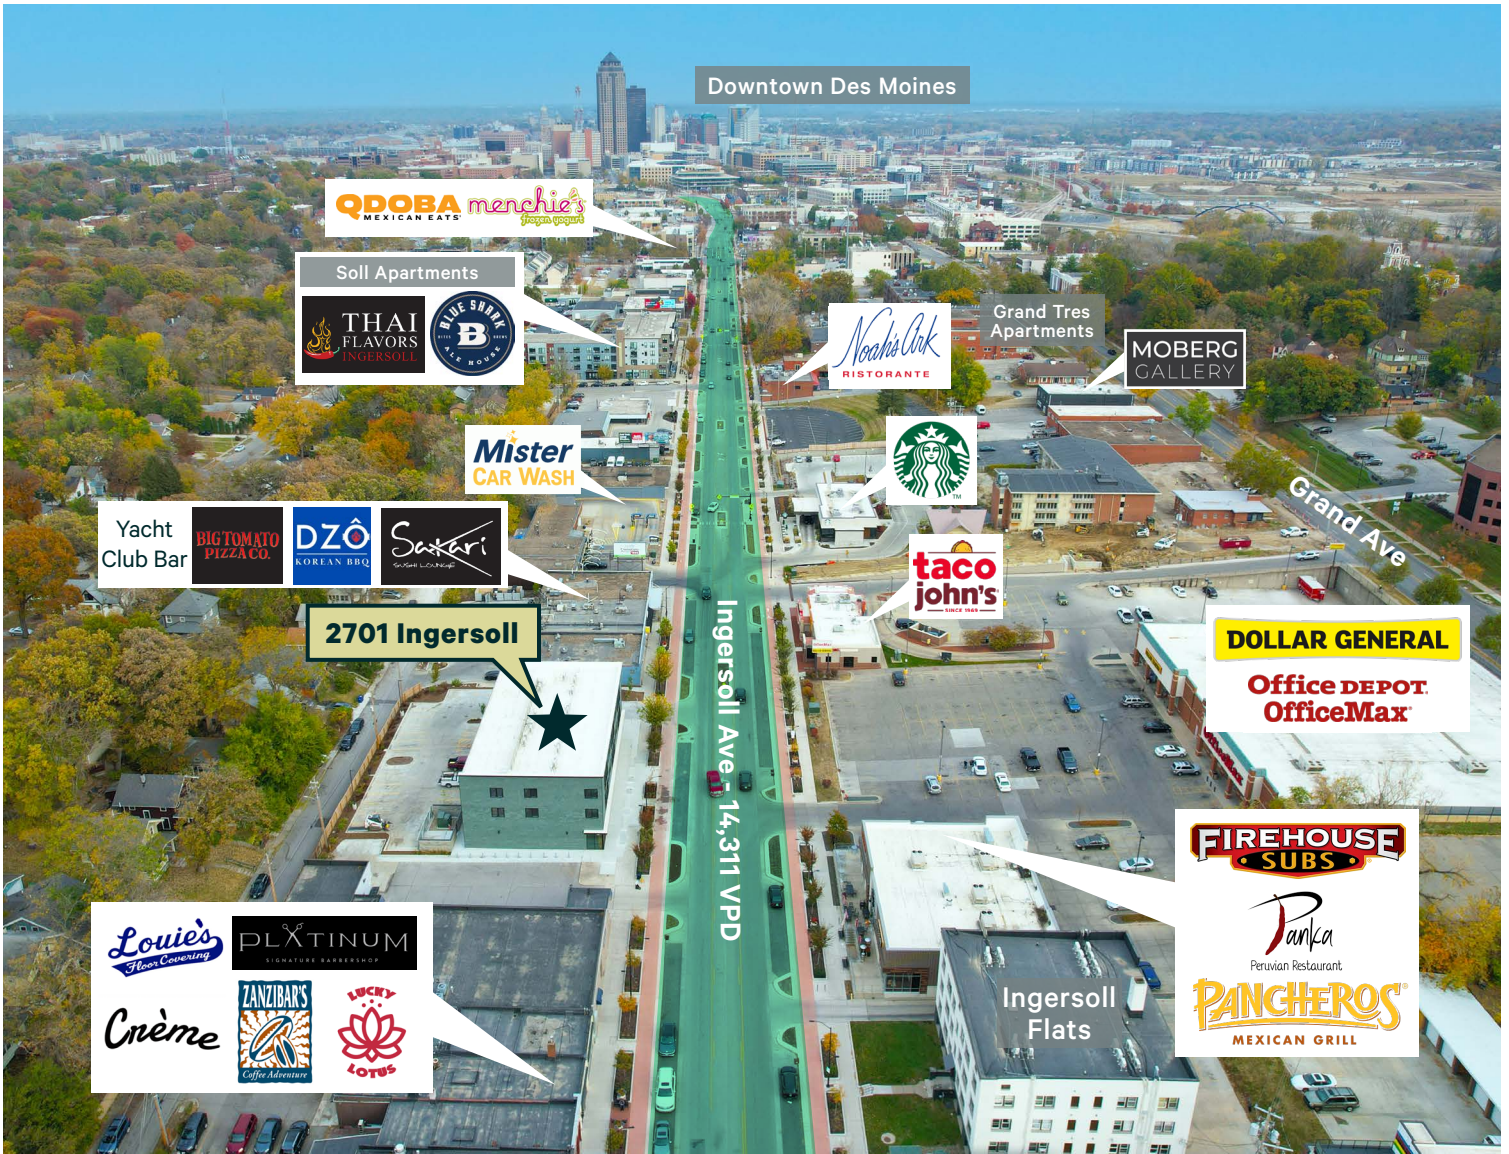 Downtown Des Moines
QDOBA
MEXICAN EATS
menchie's
frozen yogurt
Soll Apartments
THAI
FLAVORS
INGERSOLL
BLUE SHARK
B
ALE HOUSE
Noah's Ark
RISTORANTE
Grand Tres
Apartments
MOBERG
GALLERY
Mister
CAR WASH
TM
Grand Ave
Yacht
Club Bar
BIG TOMATO
PIZZA CO.
DZÔ
KOREAN BBQ
Sakari
SUSHI LOUNGE
taco
john's
SINCE 1969
2701 Ingersoll
Ingersoll Ave - 14,311 VPD
DOLLAR GENERAL
Office DEPOT
OfficeMax
OfficeMax
FIREHOUSE
SUBS
Panka
Peruvian Restaurant
PANCHEROS
MEXICAN GRILL
Louie's
Floor Covering
PLATINUM
SIGNATURE BARBERSHOP
Crème
ZANZIBAR'S
Coffee Adventure
LUCKY
LOTUS
Ingersoll
Flats